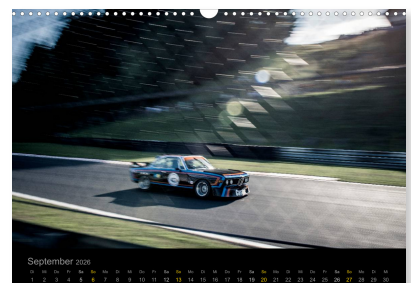 September 2026
Di Mi Do Fr Sa So Mo Di Mi Do Fr Sa So Mo Di Mi Do Fr Sa So Mo Di Mi Do Fr Sa So Mo Di Mi
1 2 3 4 5 6 7 8 9 10 11 12 13 14 15 16 17 18 19 20 21 22 23 24 25 26 27 28 29 30